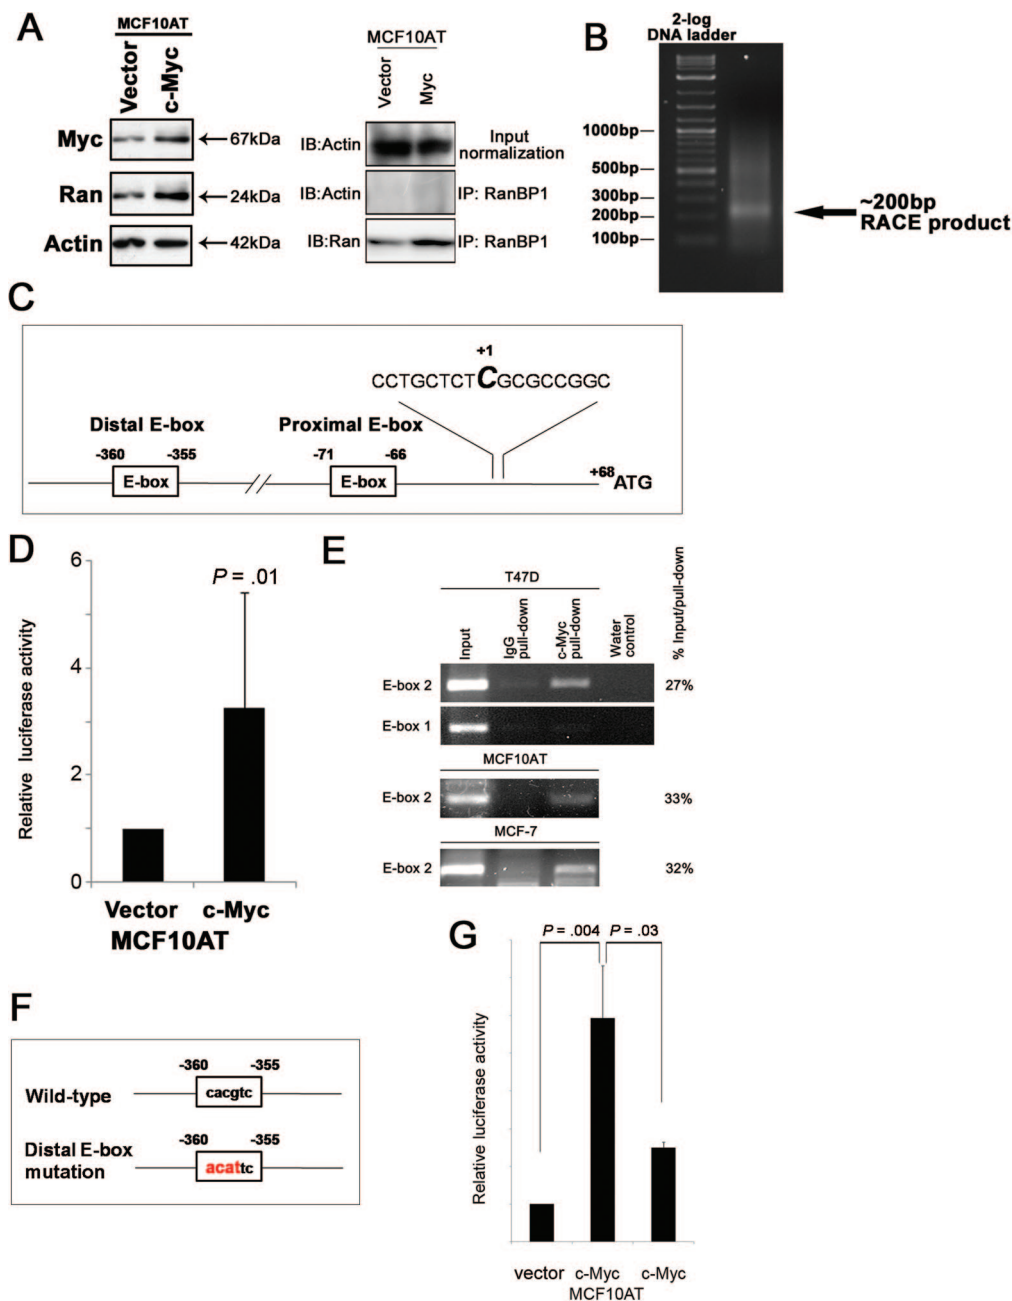 A
MCF10AT
Vector
c-Myc
Myc
67kDa
Ran
24kDa
Actin
42kDa
MCF10AT
Vector
Myc
IB:Actin
Input normalization
IB:Actin
IP: RanBP1
IB:Ran
IP: RanBP1
B
2-log
DNA ladder
1000bp
500bp
300bp
200bp
100bp
~200bp
RACE product
C
+1
CCTGCTCTCGCGCCGGC
Distal E-box
Proximal E-box
-360
-355
-71
-66
E-box
E-box
+68
ATG
D
P = .01
Relative luciferase activity
6
4
2
0
Vector
c-Myc
MCF10AT
E
T47D
Input
IgG pull-down
c-Myc pull-down
Water control
% Input/pull-down
E-box 2
27%
E-box 1
MCF10AT
E-box 2
33%
MCF-7
E-box 2
32%
F
-360
-355
Wild-type
cacgtc
-360
-355
Distal E-box
mutation
acattc
G
P = .004
P = .03
Relative luciferase activity
vector
c-Myc
c-Myc
MCF10AT